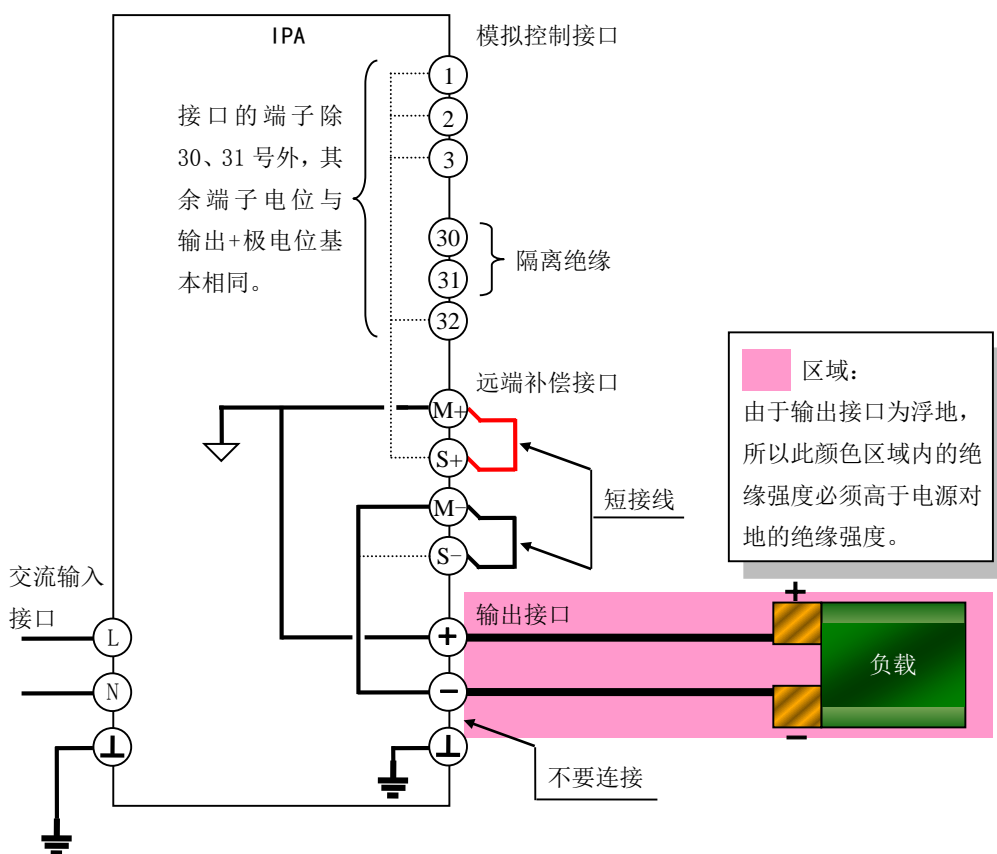 IPA
模拟控制接口
1
接口的端子除
2
30、31 号外，其
3
余端子电位与
输出+极电位基
30
本相同。
隔离绝缘
31
32
区域：
由于输出接口为浮地，
所以此颜色区域内的绝
缘强度必须高于电源对
地的绝缘强度。
远端补偿接口
M+
S+
M−
短接线
S−
交流输入
接口
输出接口
+
L
+
负载
N
−
−
不要连接